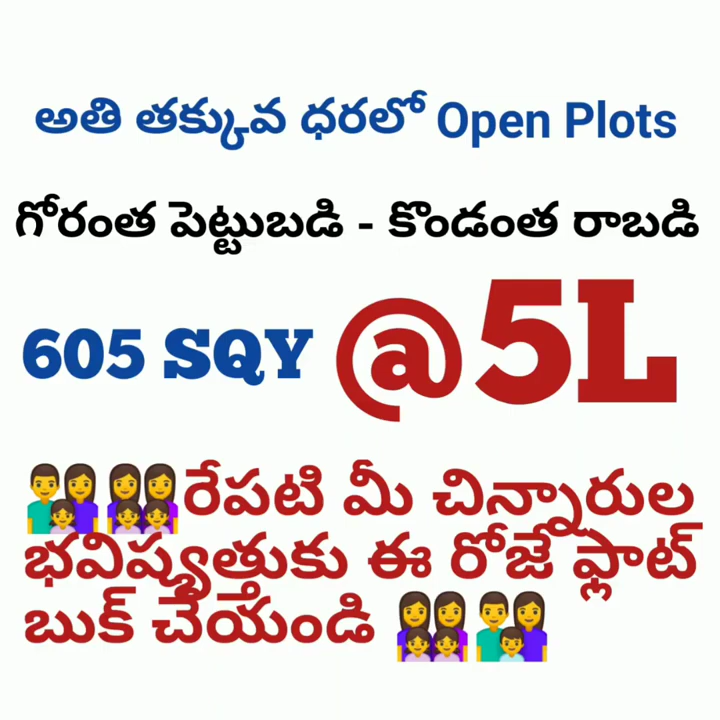 అతి తక్కువ ధరలో Open Plots
గోరంత పెట్టుబడి - కొండంత రాబడి
605 SQY @5L
👨‍👩‍👧👩‍👩‍👧‍👧రేపటి మీ చిన్నారుల
భవిష్యత్తుకు ఈ రోజే ఫ్లాట్
బుక్ చేయండి 👩‍👩‍👧‍👧👨‍👩‍👦